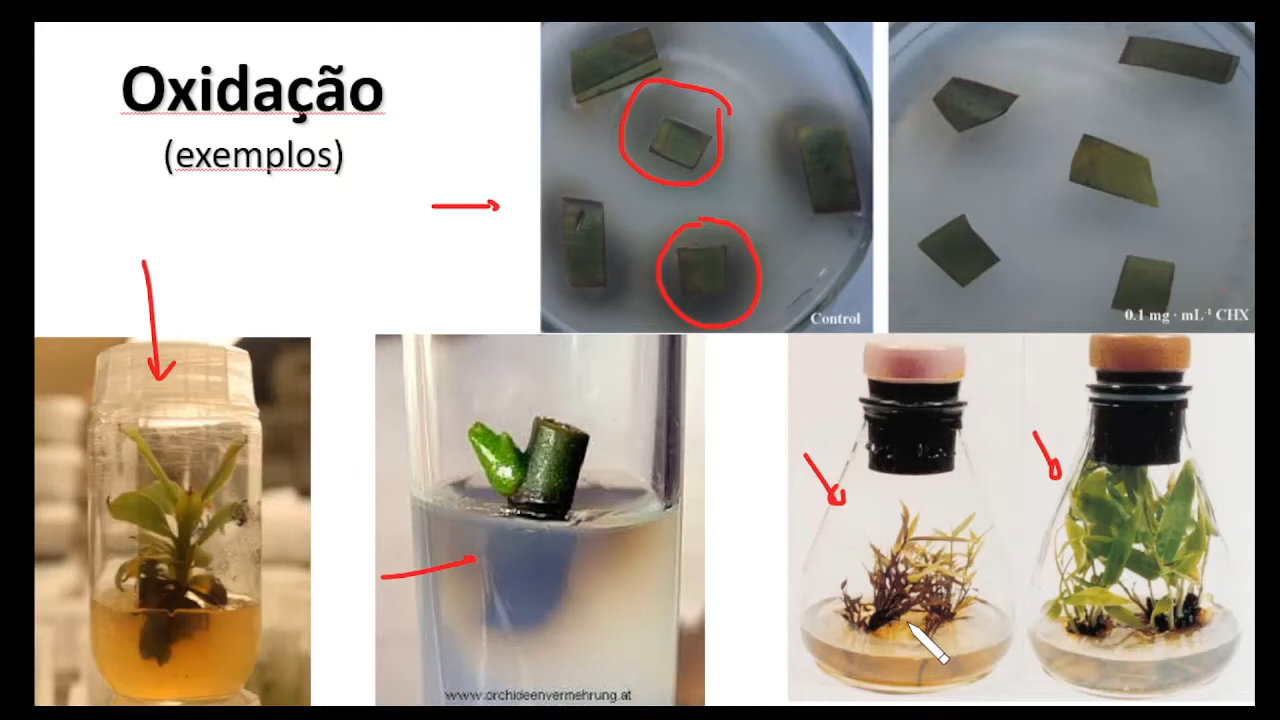 Oxidação
(exemplos)
Control
0.1 mg · mL⁻¹ CHX
www.orchideenvermehrung.at